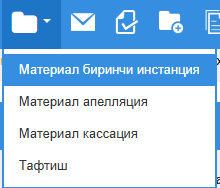 Материал биринчи инстанция
Материал апелляция
Материал кассация
Тафтиш